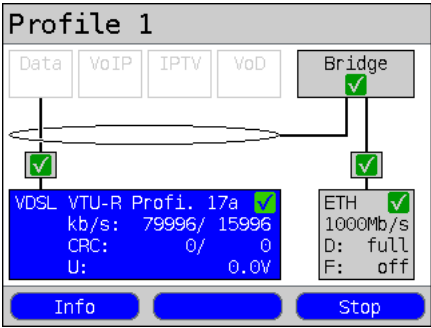 Profile 1
Data VoIP IPTV VoD Bridge
VDSL VTU-R Profi. 17a
kb/s: 79996/ 15996
CRC: 0/ 0
U: 0.0V
ETH
1000Mb/s
D: full
F: off
Info Stop